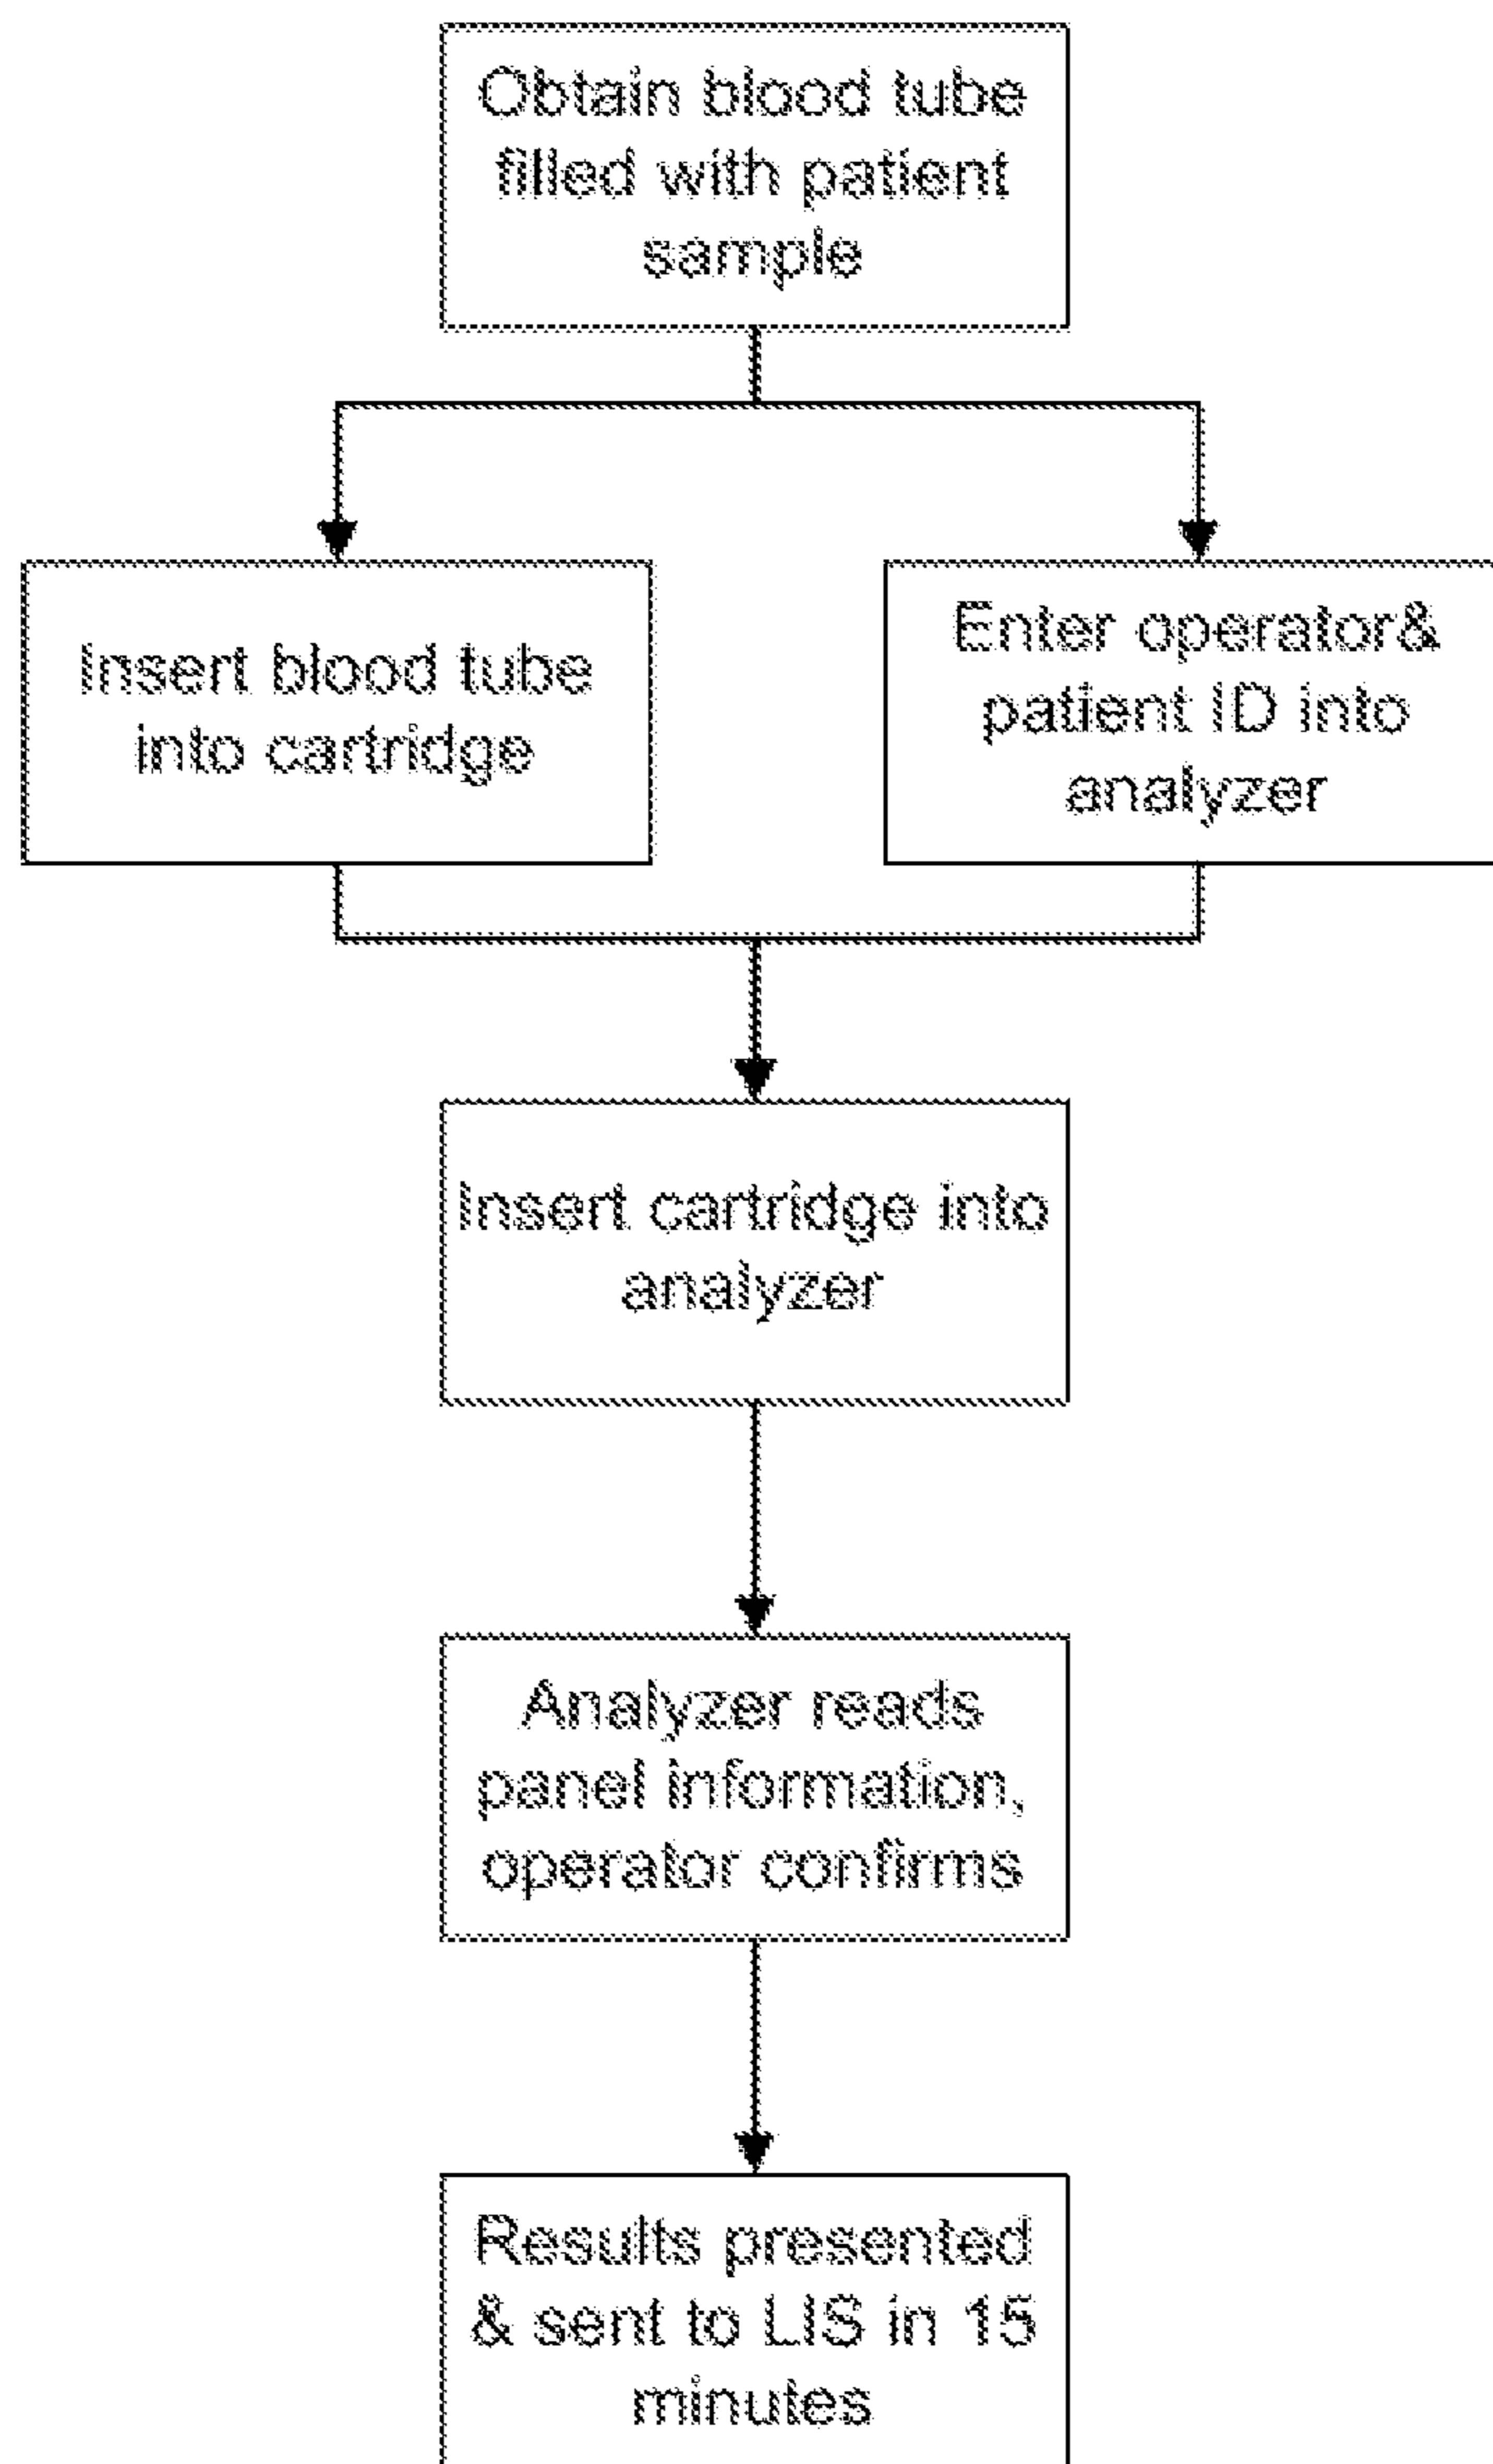 Obtain blood tube
filled with patient
sample
Insert blood tube
into cartridge
Enter operator&
patient ID into
analyzer
Insert cartridge into
analyzer
Analyzer reads
panel information,
operator confirms
Results presented
& sent to LIS in 15
minutes